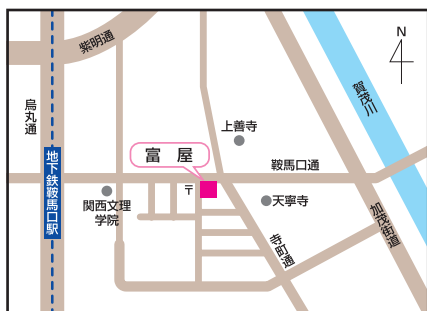 紫明通
N
烏丸通
賀茂川
上善寺
富屋
鞍馬口通
地下鉄鞍馬口駅
〒
関西文理
学院
天寧寺
加茂街道
寺町通